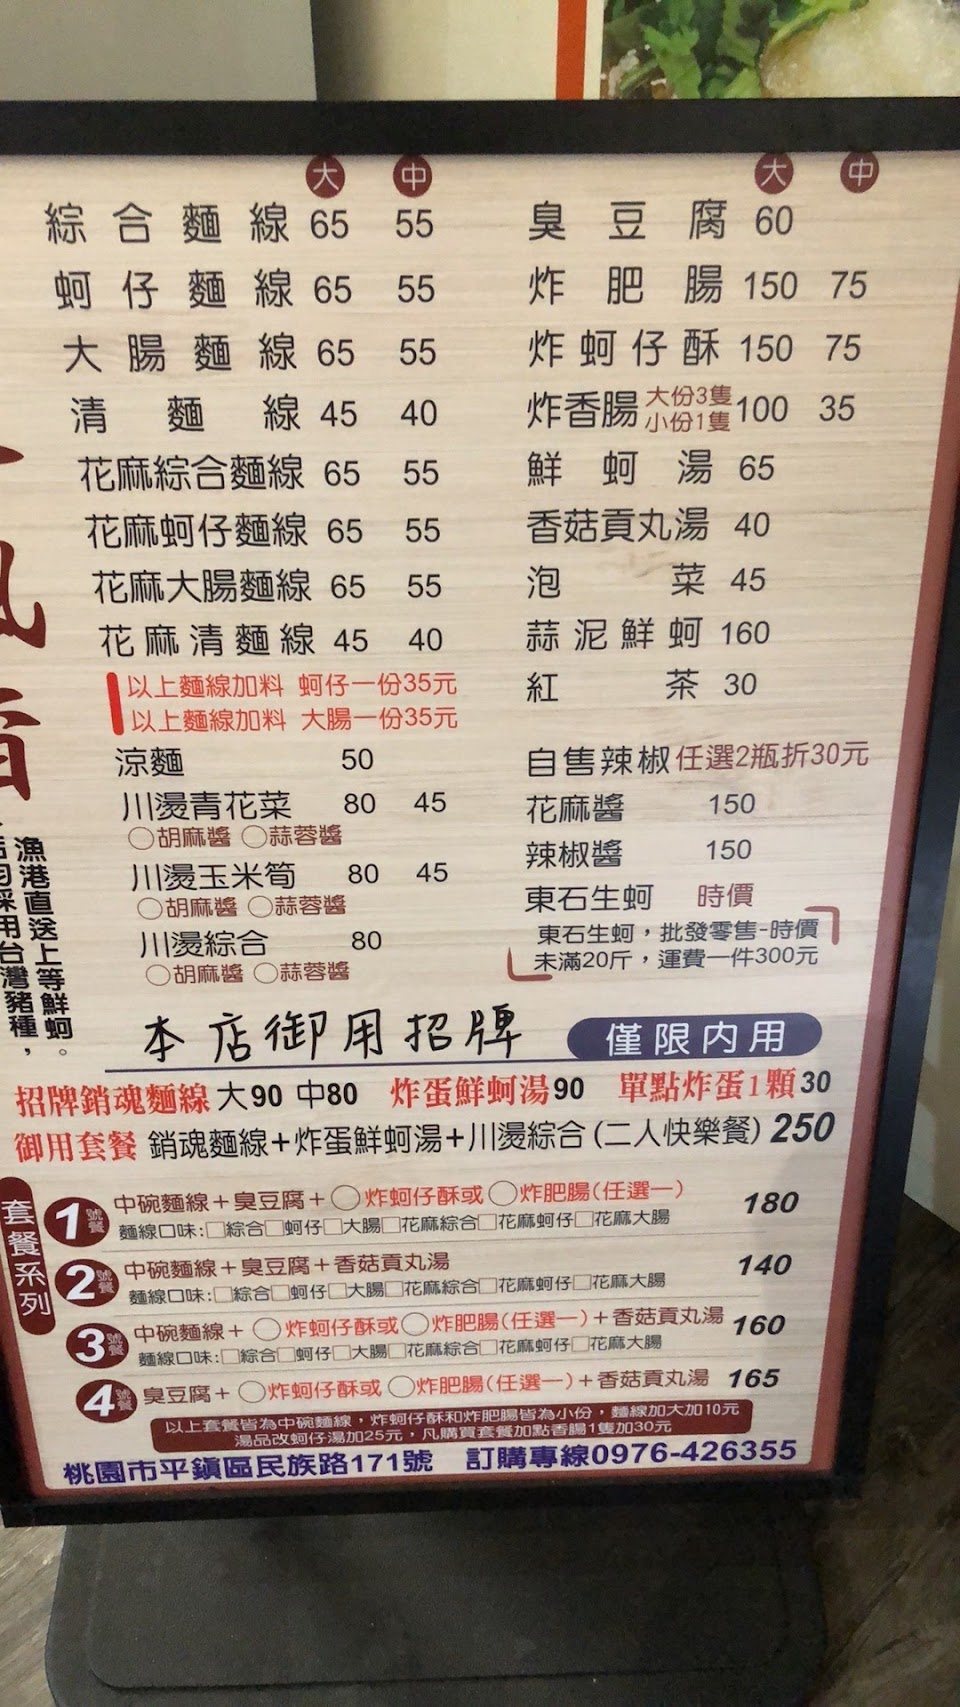 大 中
綜合麵線 65 55
蚵仔麵線 65 55
大腸麵線 65 55
清麵線 45 40
花麻綜合麵線 65 55
花麻蚵仔麵線 65 55
花麻大腸麵線 65 55
花麻清麵線 45 40
以上麵線加料 蚵仔一份35元
以上麵線加料 大腸一份35元
涼麵 50
川燙青花菜 80 45
○胡麻醬 ○蒜蓉醬
川燙玉米筍 80 45
○胡麻醬 ○蒜蓉醬
川燙綜合 80
○胡麻醬 ○蒜蓉醬
大 中
臭豆腐 60
炸肥腸 150 75
炸蚵仔酥 150 75
炸香腸 大份3隻 100 35
小份1隻
鮮蚵湯 65
香菇貢丸湯 40
泡菜 45
蒜泥鮮蚵 160
紅茶 30
自售辣椒 任選2瓶折30元
花麻醬 150
辣椒醬 150
東石生蚵 時價
東石生蚵，批發零售-時價
未滿20斤，運費一件300元
漁港直送上等鮮蚵。
採用台灣豬種，
本店御用招牌 僅限內用
招牌銷魂麵線 大90 中80 炸蛋鮮蚵湯90 單點炸蛋1顆30
御用套餐 銷魂麵線+炸蛋鮮蚵湯+川燙綜合(二人快樂餐) 250
套餐系列
1號餐 中碗麵線+臭豆腐+○炸蚵仔酥或○炸肥腸(任選一) 180
麵線口味:□綜合□蚵仔□大腸□花麻綜合□花麻蚵仔□花麻大腸
2號餐 中碗麵線+臭豆腐+香菇貢丸湯 140
麵線口味:□綜合□蚵仔□大腸□花麻綜合□花麻蚵仔□花麻大腸
3號餐 中碗麵線+○炸蚵仔酥或○炸肥腸(任選一)+香菇貢丸湯 160
麵線口味:□綜合□蚵仔□大腸□花麻綜合□花麻蚵仔□花麻大腸
4號餐 臭豆腐+○炸蚵仔酥或○炸肥腸(任選一)+香菇貢丸湯 165
以上套餐皆為中碗麵線，炸蚵仔酥和炸肥腸皆為小份，麵線加大加10元
湯品改蚵仔湯加25元，凡購買套餐加點香腸1隻加30元
桃園市平鎮區民族路171號 訂購專線0976-426355